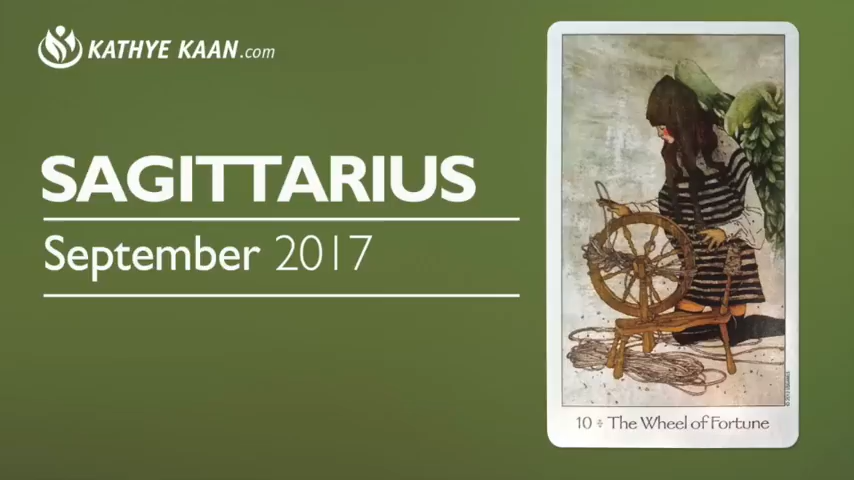 KATHYE KAAN.com
SAGITTARIUS
September 2017
10 ÷ The Wheel of Fortune